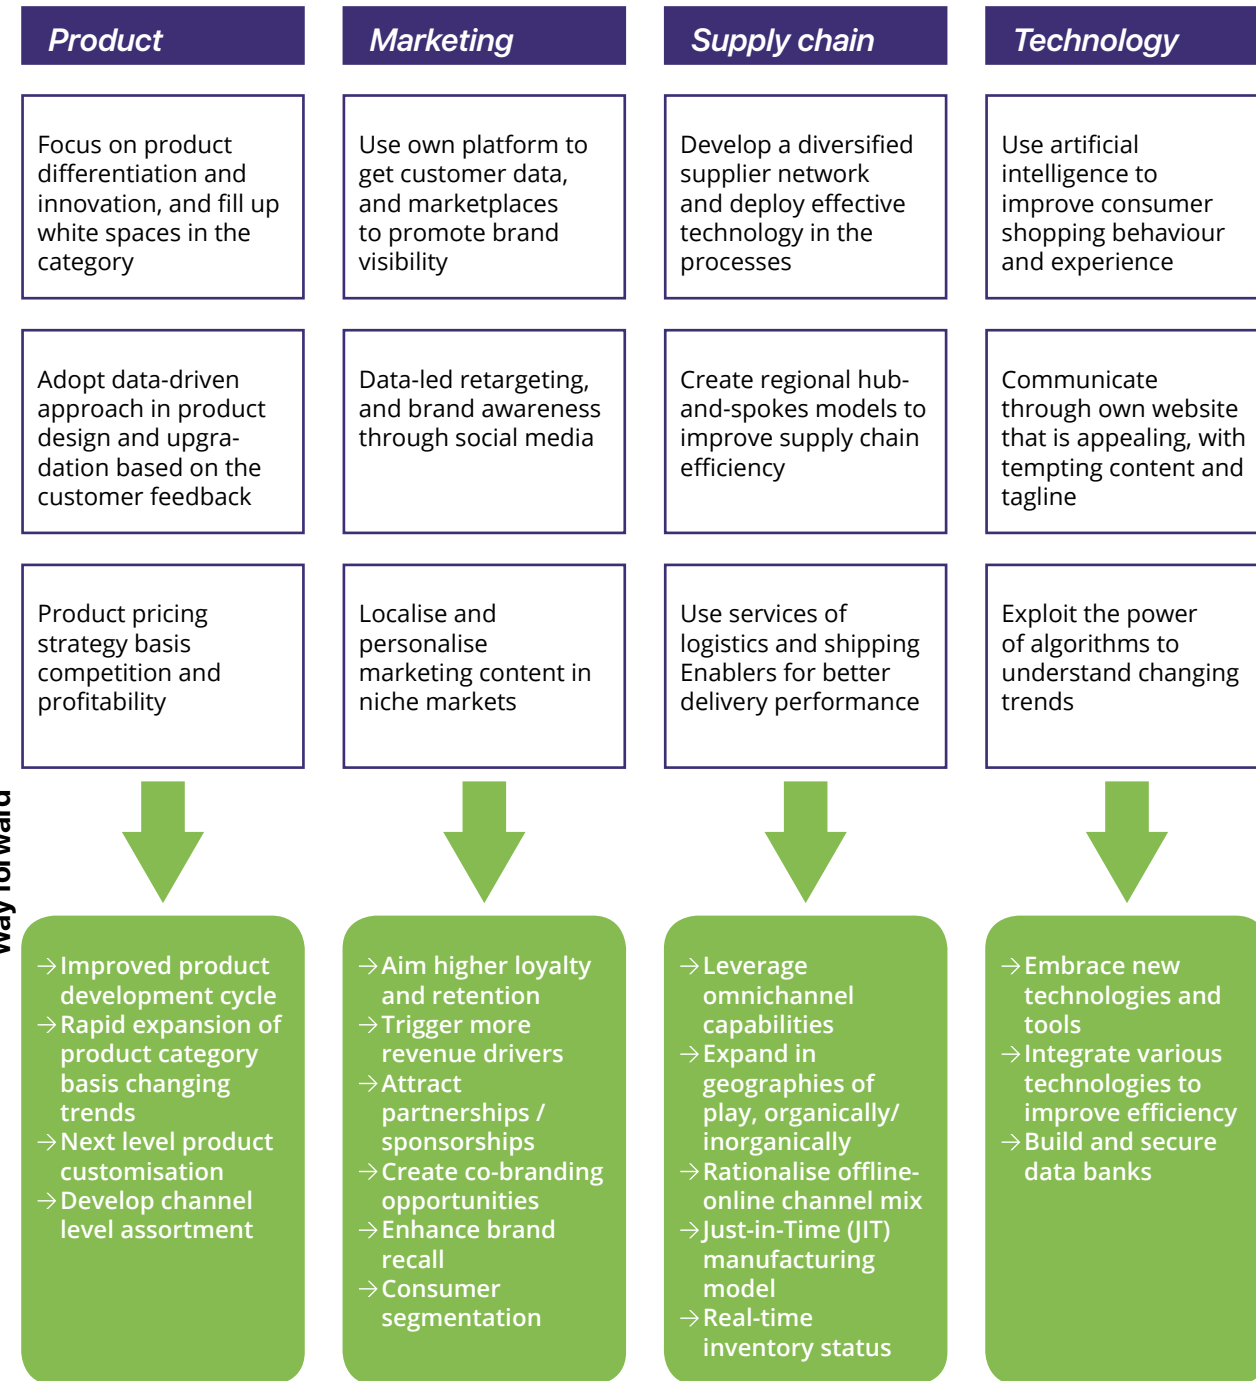 Product
Focus on product
differentiation and
innovation, and fill up
white spaces in the
category
Adopt data-driven
approach in product
design and upgra-
dation based on the
customer feedback
Product pricing
strategy basis
competition and
profitability
Marketing
Use own platform to
get customer data,
and marketplaces
to promote brand
visibility
Data-led retargeting,
and brand awareness
through social media
Localise and
personalise
marketing content in
niche markets
Supply chain
Develop a diversified
supplier network
and deploy effective
technology in the
processes
Create regional hub-
and-spokes models to
improve supply chain
efficiency
Use services of
logistics and shipping
Enablers for better
delivery performance
Technology
Use artificial
intelligence to
improve consumer
shopping behaviour
and experience
Communicate
through own website
that is appealing, with
tempting content and
tagline
Exploit the power
of algorithms to
understand changing
trends
Way forward
→Improved product
development cycle
→Rapid expansion of
product category
basis changing
trends
→Next level product
customisation
→Develop channel
level assortment
→Aim higher loyalty
and retention
→Trigger more
revenue drivers
→Attract
partnerships /
sponsorships
→Create co-branding
opportunities
→Enhance brand
recall
→Consumer
segmentation
→Leverage
omnichannel
capabilities
→Expand in
geographies of
play, organically/
inorganically
→Rationalise offline-
online channel mix
→Just-in-Time (JIT)
manufacturing
model
→Real-time
inventory status
→Embrace new
technologies and
tools
→Integrate various
technologies to
improve efficiency
→Build and secure
data banks